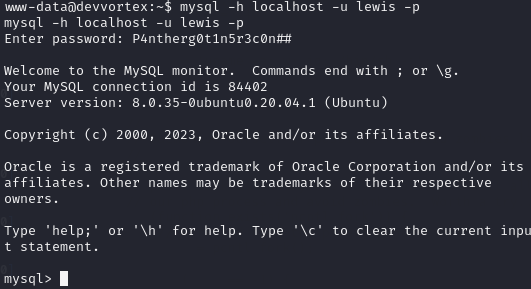 www-data@devvortex:~$ mysql -h localhost -u lewis -p
mysql -h localhost -u lewis -p
Enter password: P4ntherg0t1n5r3c0n##

Welcome to the MySQL monitor.  Commands end with ; or \g.
Your MySQL connection id is 84402
Server version: 8.0.35-0ubuntu0.20.04.1 (Ubuntu)

Copyright (c) 2000, 2023, Oracle and/or its affiliates.

Oracle is a registered trademark of Oracle Corporation and/or its
affiliates. Other names may be trademarks of their respective
owners.

Type 'help;' or '\h' for help. Type '\c' to clear the current inpu
t statement.

mysql>